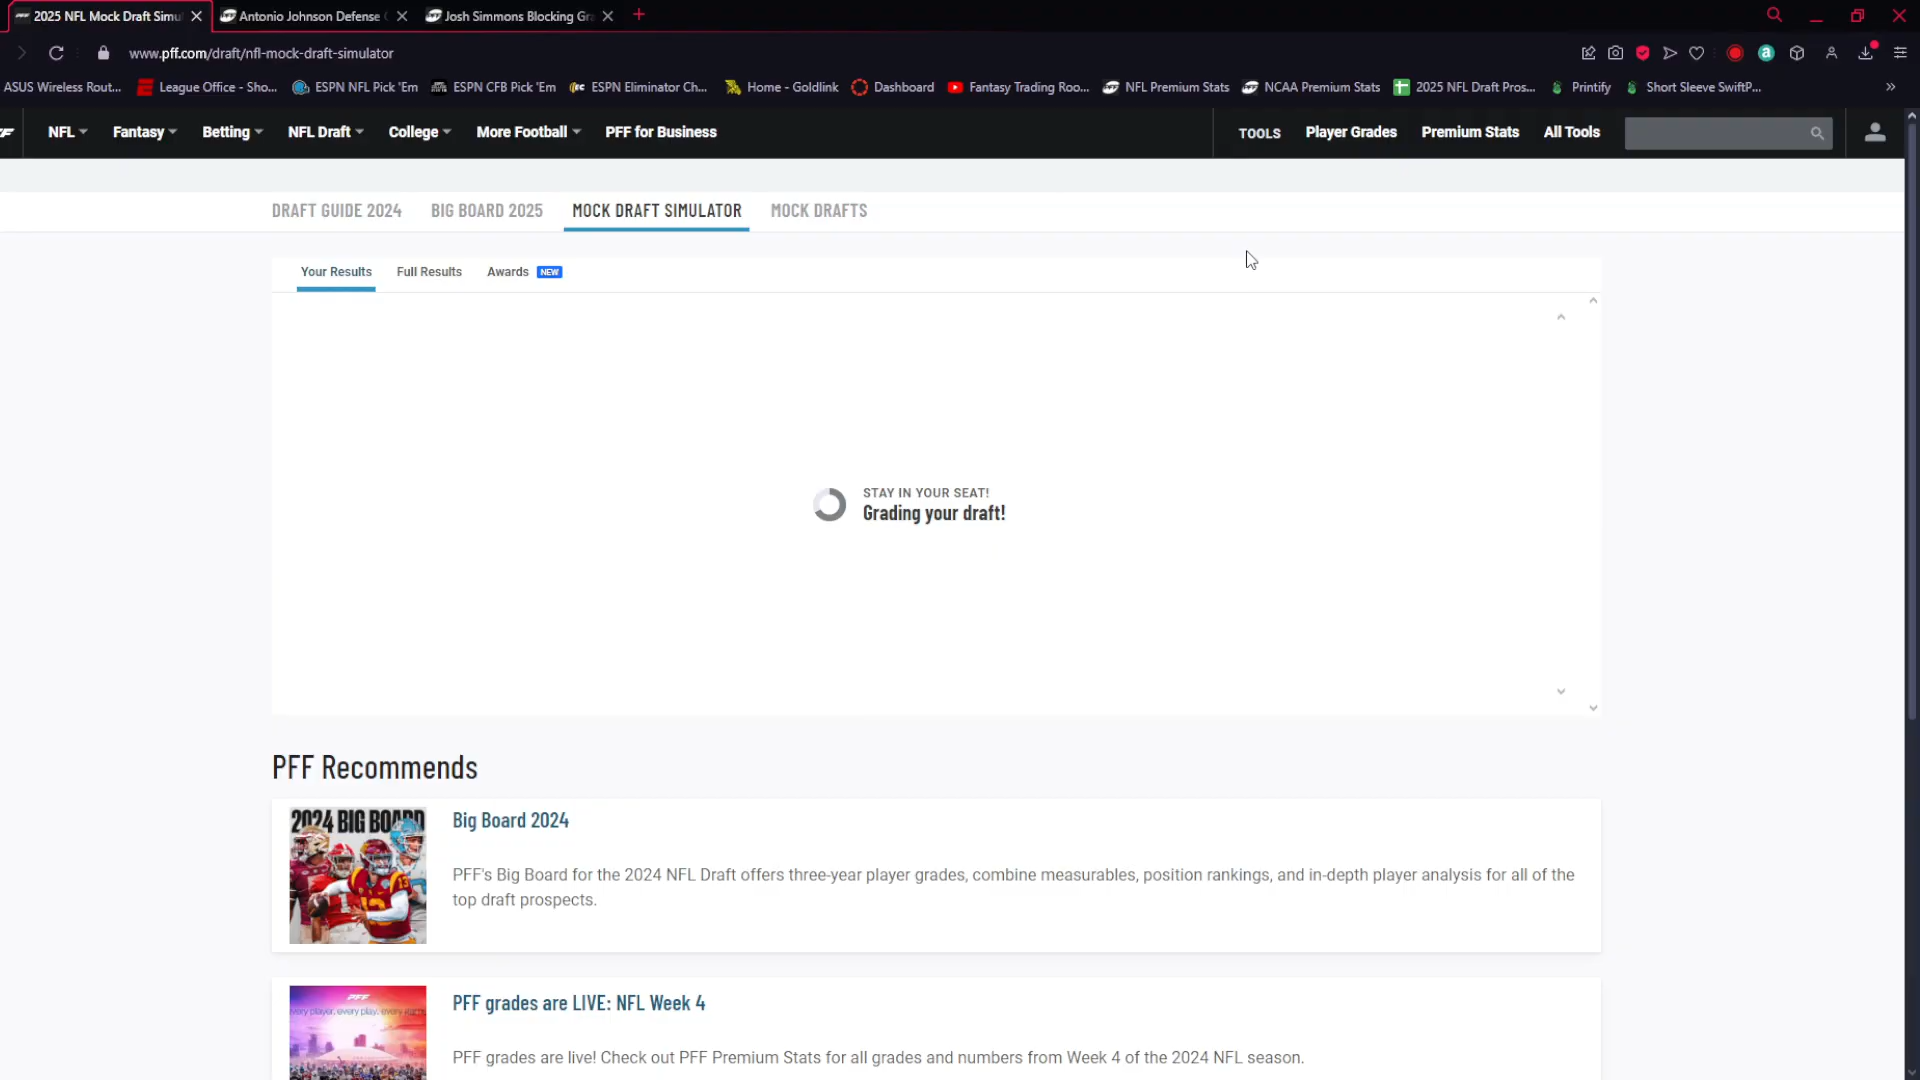 2025 NFL Mock Draft Simu
Antonio Johnson Defense
Josh Simmons Blocking Gr
www.pff.com/draft/nfl-mock-draft-simulator
ASUS Wireless Rout...
League Office - Sho...
ESPN NFL Pick 'Em
ESPN CFB Pick 'Em
ESPN Eliminator Ch...
Home - Goldlink
Dashboard
Fantasy Trading Roo...
NFL Premium Stats
NCAA Premium Stats
2025 NFL Draft Pros...
Printify
Short Sleeve SwiftP...
NFL
Fantasy
Betting
NFL Draft
College
More Football
PFF for Business
TOOLS
Player Grades
Premium Stats
All Tools
DRAFT GUIDE 2024
BIG BOARD 2025
MOCK DRAFT SIMULATOR
MOCK DRAFTS
Your Results
Full Results
Awards NEW
STAY IN YOUR SEAT!
Grading your draft!
PFF Recommends
2024 BIG BOARD
Big Board 2024
PFF's Big Board for the 2024 NFL Draft offers three-year player grades, combine measurables, position rankings, and in-depth player analysis for all of the
top draft prospects.
PFF
PFF grades are LIVE: NFL Week 4
PFF grades are live! Check out PFF Premium Stats for all grades and numbers from Week 4 of the 2024 NFL season.